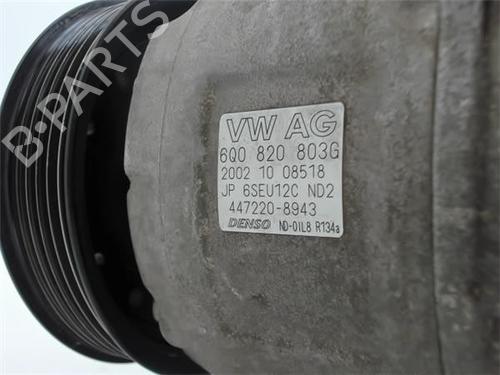 B-PARTS
VW AG
6Q0 820 803G
2002 10 08518
JP 6SEU12C ND2
447220-8943
DENSO ND-OIL8 R134a